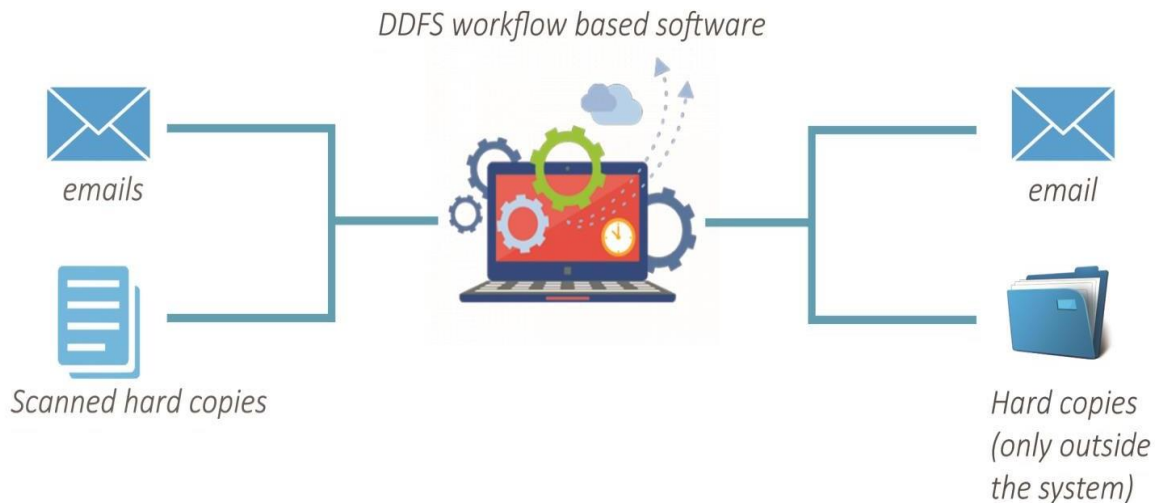 DDFS workflow based software
emails
email
Scanned hard copies
Hard copies
(only outside
the system)